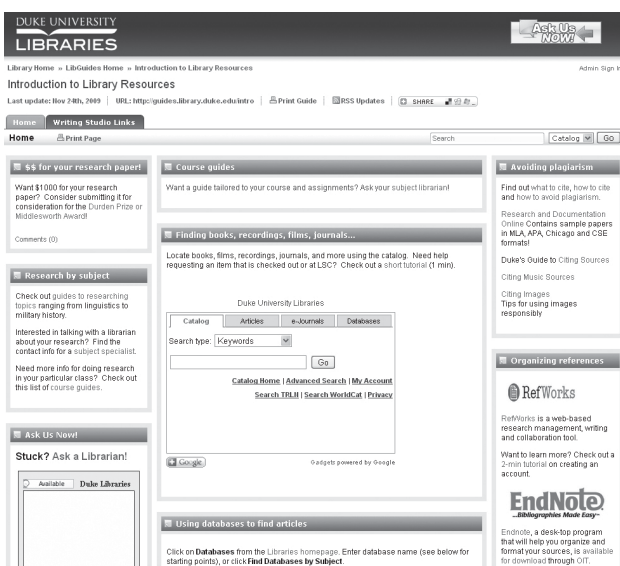 DUKE UNIVERSITY
LIBRARIES
Ask Us
NOW!
Library Home » LibGuides Home » Introduction to Library Resources
Admin Sign In
Introduction to Library Resources
Last update: Nov 24th, 2009 | URL: http://guides.library.duke.edu/intro | Print Guide | RSS Updates | SHARE
Home Writing Studio Links
Home Print Page
Search Catalog Go
$$ for your research paper!
Want $1000 for your research
paper? Consider submitting it for
consideration for the Durden Prize or
Middlesworth Award!
Comments (0)
Research by subject
Check out guides to researching
topics ranging from linguistics to
military history.
Interested in talking with a librarian
about your research? Find the
contact info for a subject specialist.
Need more info for doing research
in your particular class? Check out
this list of course guides.
Ask Us Now!
Stuck? Ask a Librarian!
Available Duke Libraries
Course guides
Want a guide tailored to your course and assignments? Ask your subject librarian!
Finding books, recordings, films, journals...
Locate books, films, recordings, journals, and more using the catalog. Need help
requesting an item that is checked out or at LSC? Check out a short tutorial (1 min).
Duke University Libraries
Catalog Articles e-Journals Databases
Search type: Keywords
Go
Catalog Home | Advanced Search | My Account
Search TRLN | Search WorldCat | Privacy
Google
Gadgets powered by Google
Using databases to find articles
Click on Databases from the Libraries homepage. Enter database name (see below for
starting points), or click Find Databases by Subject.
Avoiding plagiarism
Find out what to cite, how to cite
and how to avoid plagiarism.
Research and Documentation
Online Contains sample papers
in MLA, APA, Chicago and CSE
formats!
Duke's Guide to Citing Sources
Citing Music Sources
Citing Images
Tips for using images
responsibly
Organizing references
RefWorks
RefWorks is a web-based
research management, writing
and collaboration tool.
Want to learn more? Check out a
2-min tutorial on creating an
account.
EndNote
...Bibliographies Made Easy™
Endnote, a desk-top program
that will help you organize and
format your sources, is available
for download through OIT.